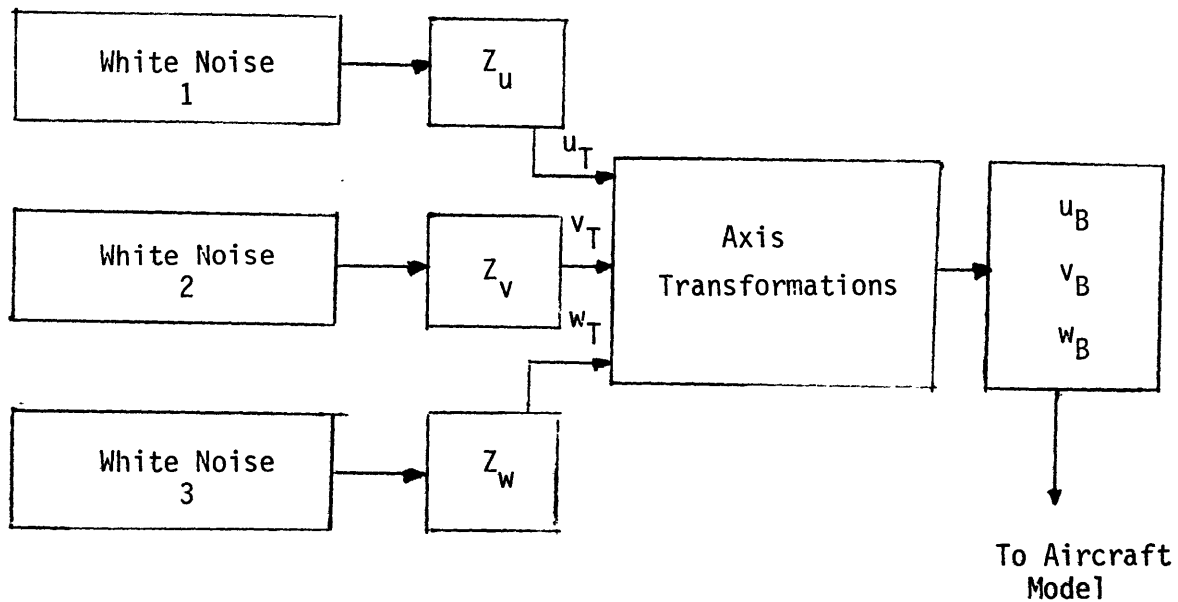 White Noise
1
Z_u
u_T
White Noise
2
Z_v
v_T
w_T
White Noise
3
Z_w
Axis
Transformations
u_B
v_B
w_B
To Aircraft
Model